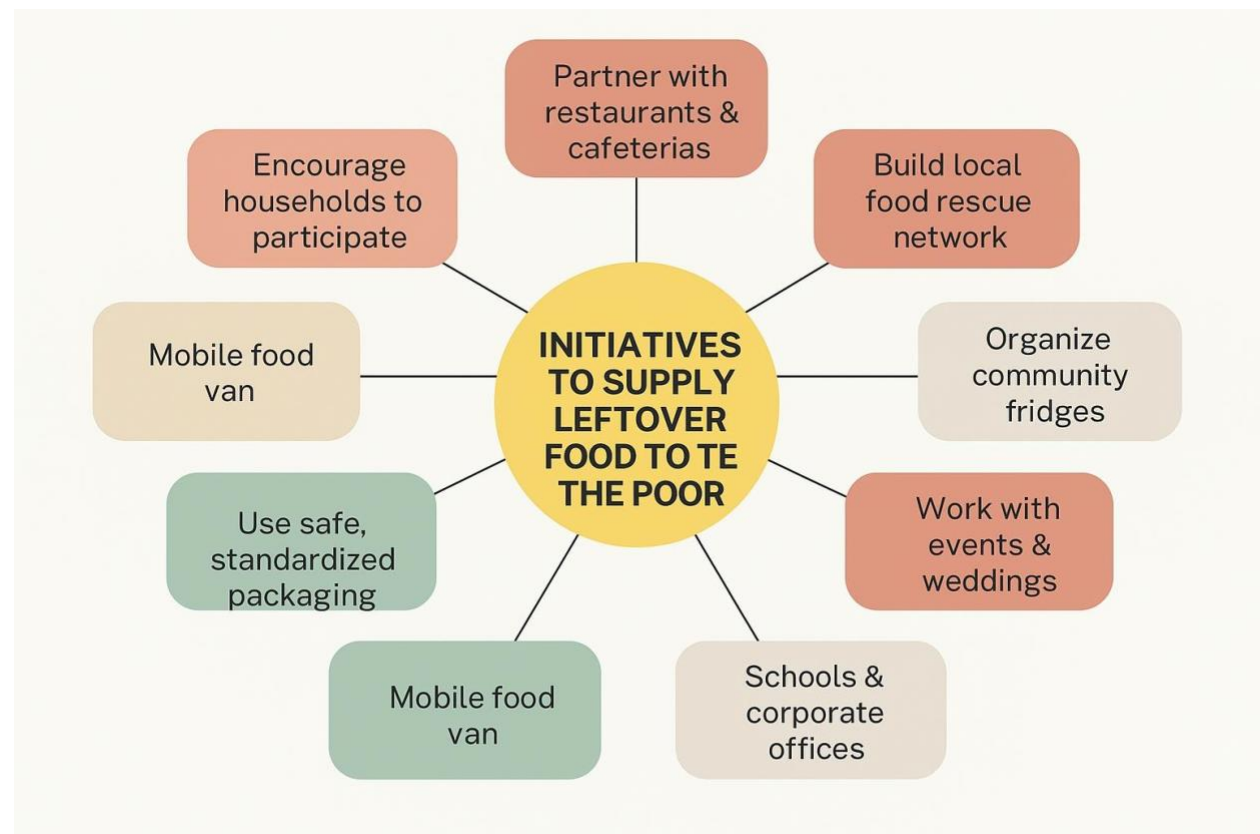 Partner with
restaurants &
cafeterias
Encourage
households to
participate
Build local
food rescue
network
Mobile food
van
INITIATIVES
TO SUPPLY
LEFTOVER
FOOD TO TE
THE POOR
Organize
community
fridges
Use safe,
standardized
packaging
Work with
events &
weddings
Mobile food
van
Schools &
corporate
offices